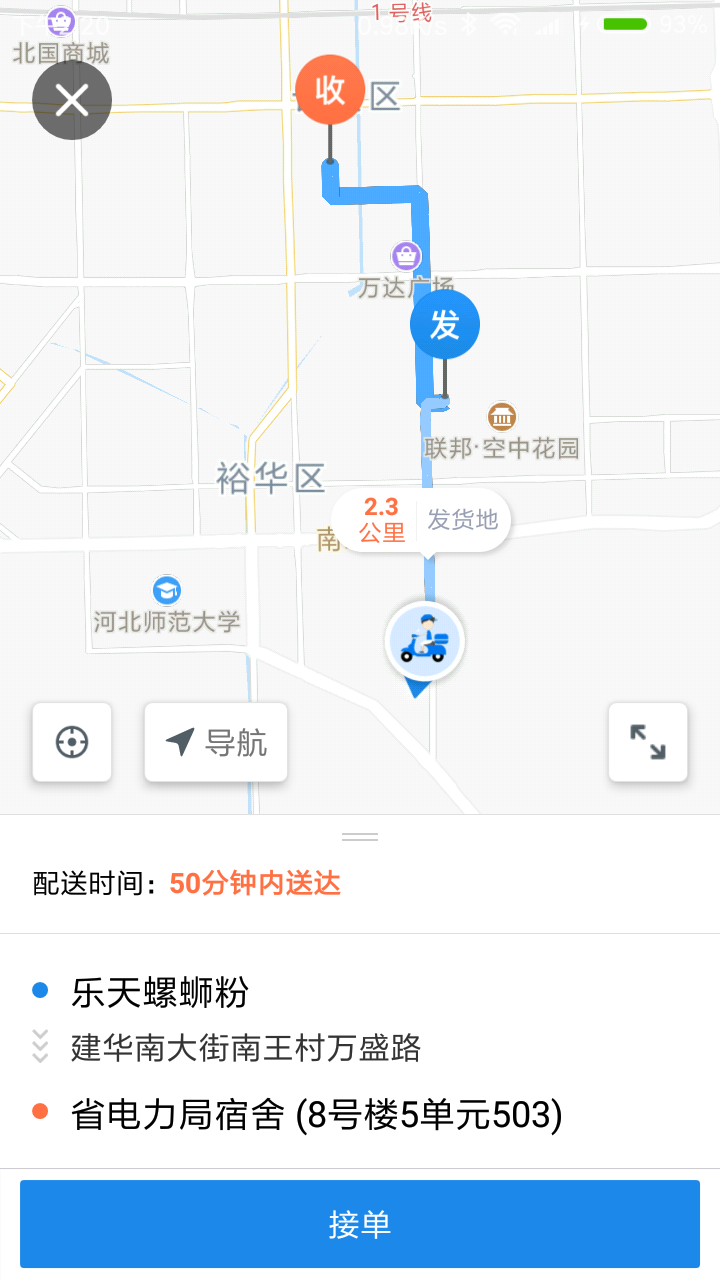 1号线
北国商城
93%
收
区
万达广场
发
联邦·空中花园
裕华区
2.3
公里
发货地
南
河北师范大学
导航
配送时间：50分钟内送达
乐天螺蛳粉
建华南大街南王村万盛路
省电力局宿舍 (8号楼5单元503)
接单